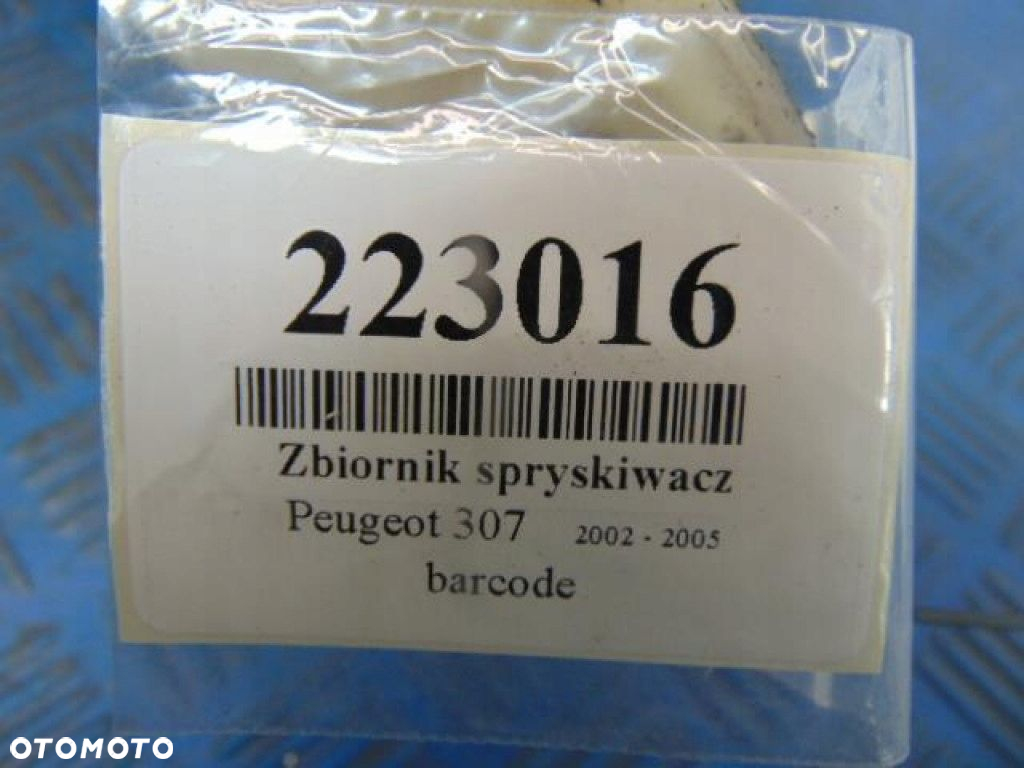 223016
Zbiornik spryskiwacz
Peugeot 307 2002 - 2005
barcode
OTOMOTO